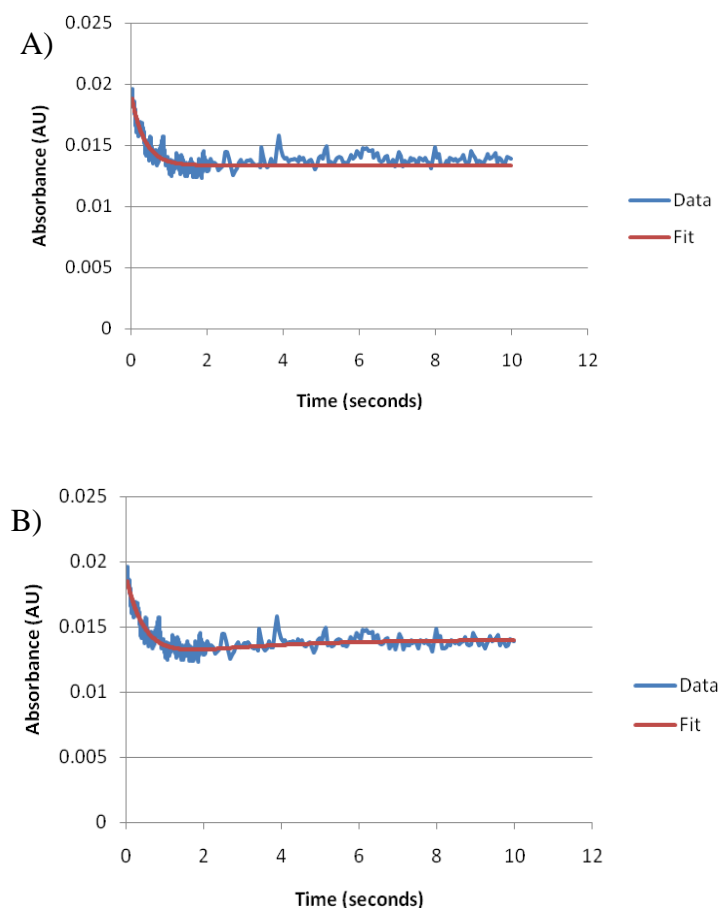 A)
0.025
0.02
0.015
0.01
0.005
0
Absorbance (AU)
0 2 4 6 8 10 12
Time (seconds)
Data
Fit
B)
0.025
0.02
0.015
0.01
0.005
0
Absorbance (AU)
0 2 4 6 8 10 12
Time (seconds)
Data
Fit